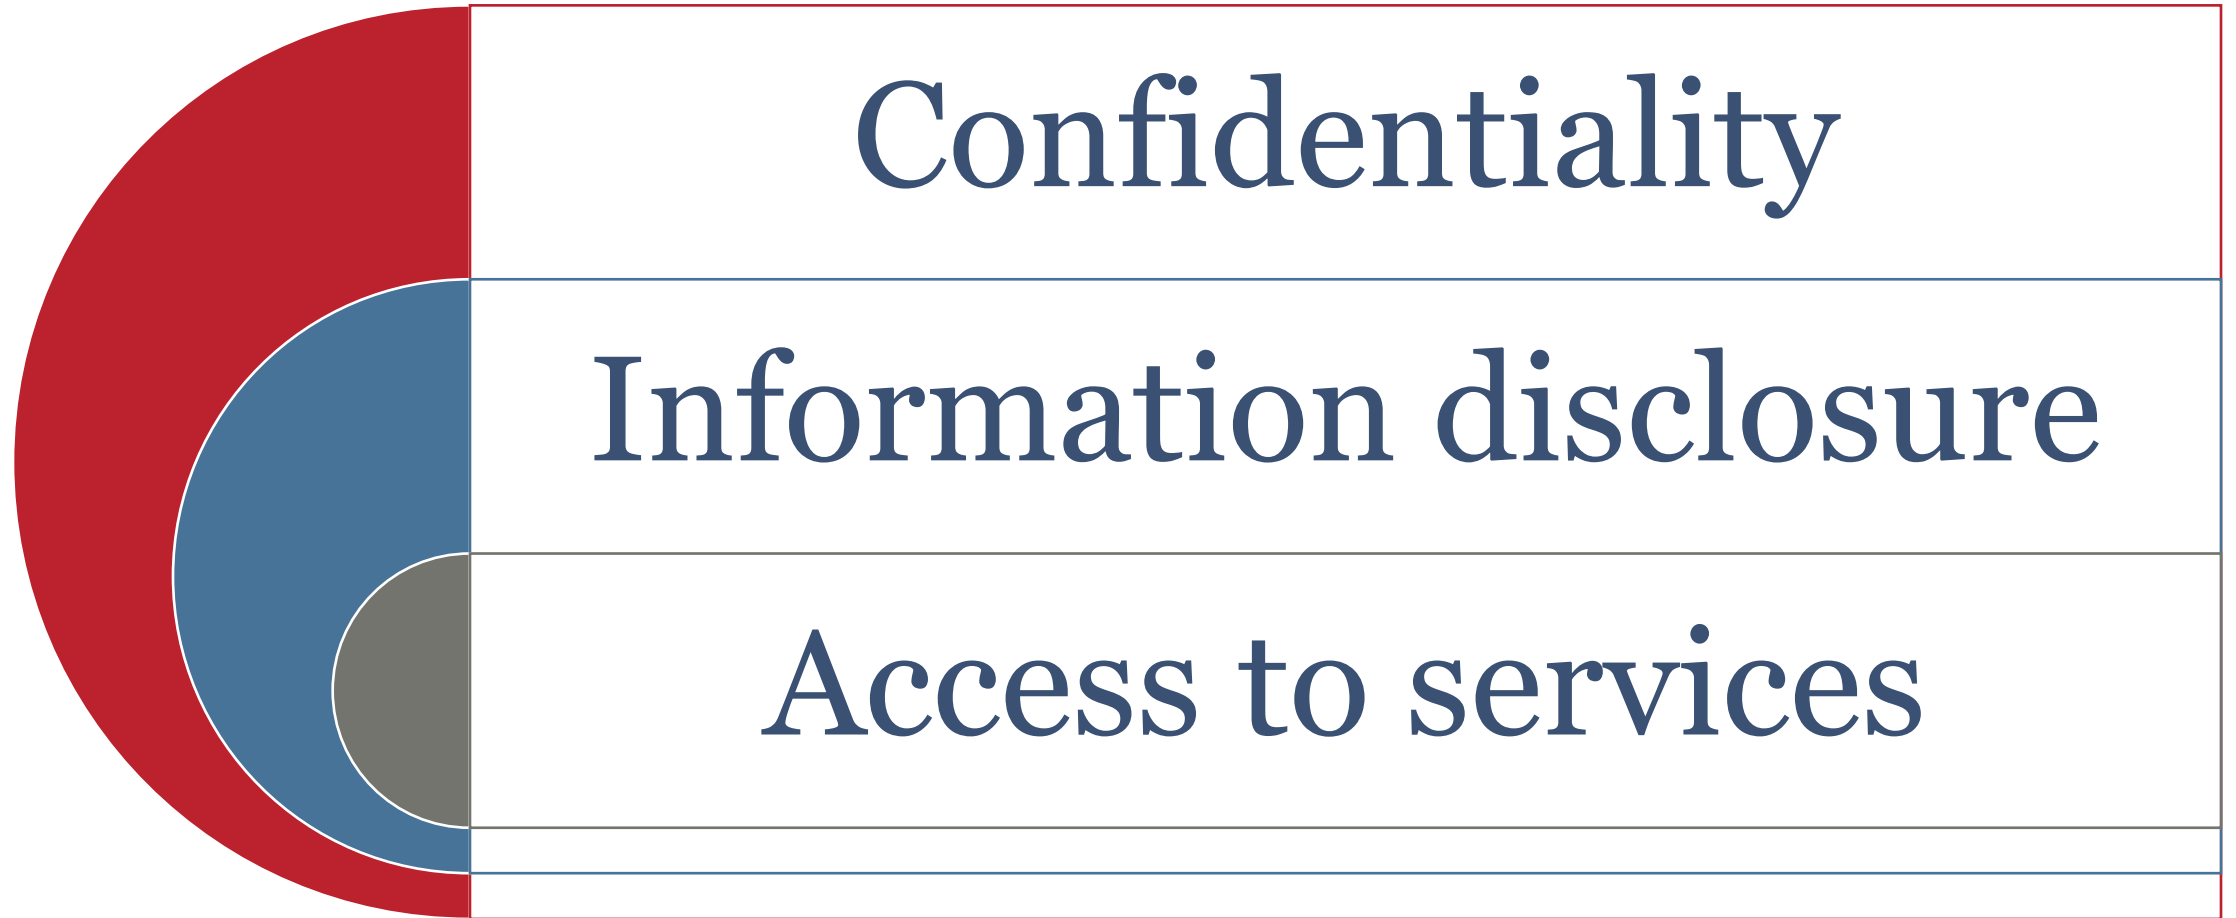 Confidentiality
Information disclosure
Access to services